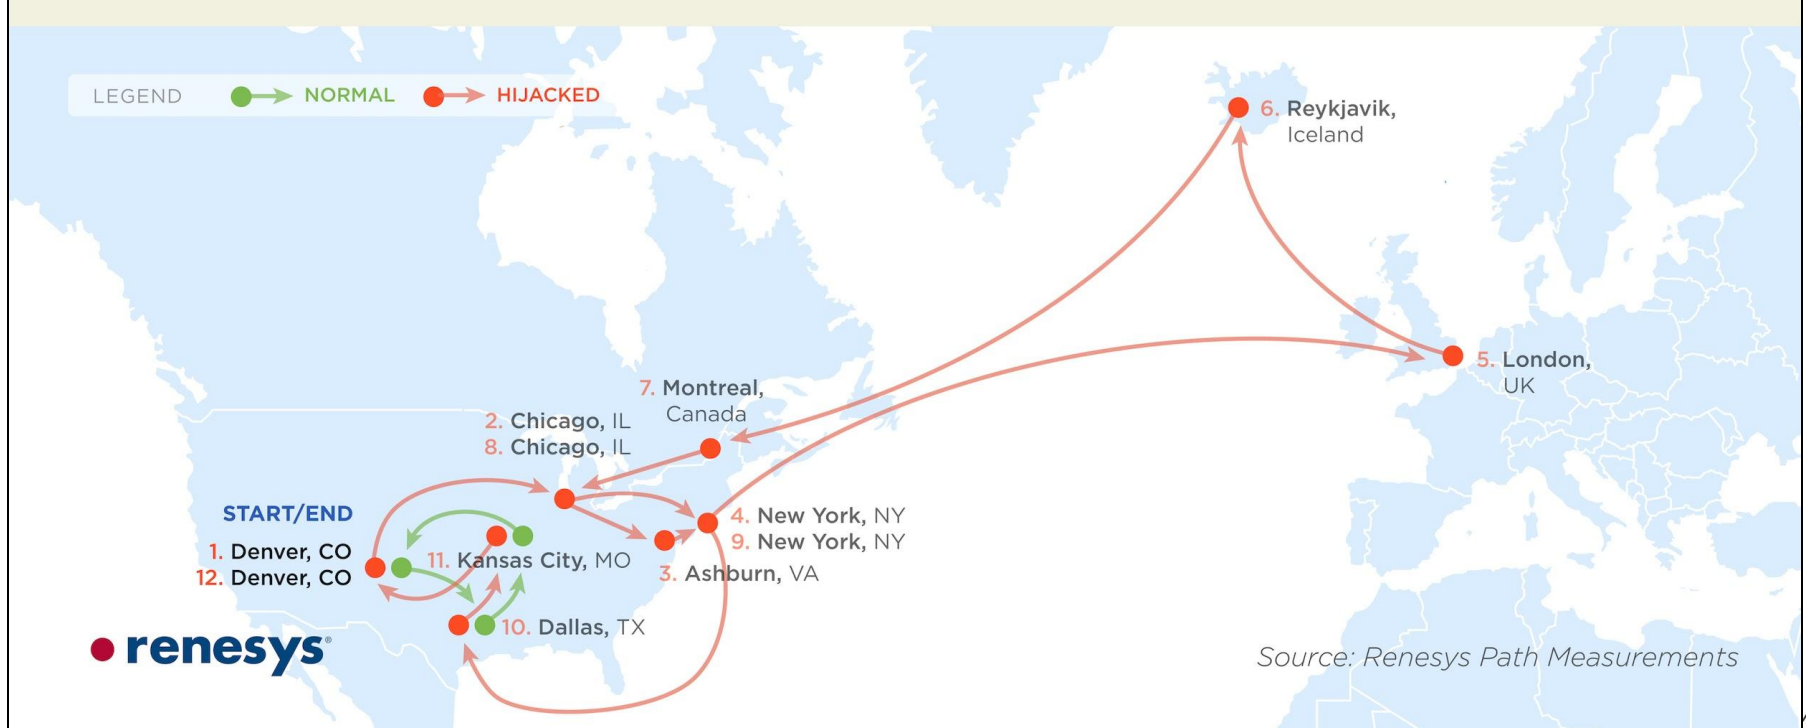 LEGEND NORMAL HIJACKED
6. Reykjavik,
Iceland
5. London,
UK
7. Montreal,
Canada
2. Chicago, IL
8. Chicago, IL
START/END
1. Denver, CO
12. Denver, CO
11. Kansas City, MO
4. New York, NY
9. New York, NY
3. Ashburn, VA
10. Dallas, TX
renesys®
Source: Renesys Path Measurements